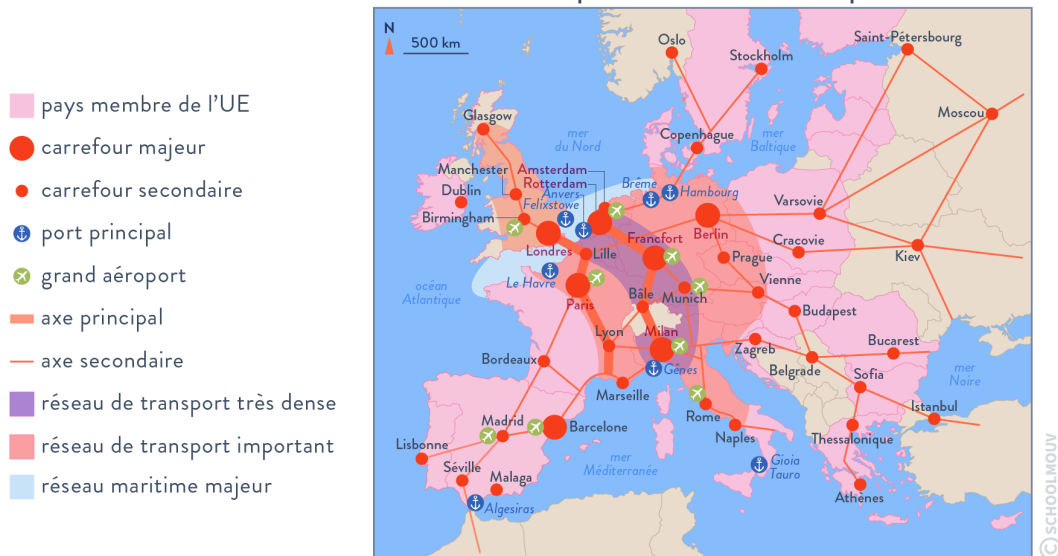 N
500 km
pays membre de l'UE
carrefour majeur
carrefour secondaire
port principal
grand aéroport
axe principal
axe secondaire
réseau de transport très dense
réseau de transport important
réseau maritime majeur
Oslo
Stockholm
Saint-Pétersbourg
Moscou
Glasgow
mer
du Nord
Copenhague
mer
Baltique
Manchester
Amsterdam
Rotterdam
Dublin
Anvers
Felixstowe
Brême
Hambourg
Birmingham
Varsovie
Londres
Lille
Francfort
Berlin
Cracovie
Kiev
océan
Atlantique
Le Havre
Prague
Paris
Bâle
Munich
Vienne
Budapest
Lyon
Milan
Zagreb
Bucarest
Bordeaux
Gênes
Belgrade
Sofia
mer
Noire
Marseille
Rome
Istanbul
Madrid
Barcelone
Naples
Thessalonique
Lisbonne
mer
Méditerranée
Gioia
Tauro
Séville
Malaga
Athènes
Algesiras
© SCHOOLMOUV